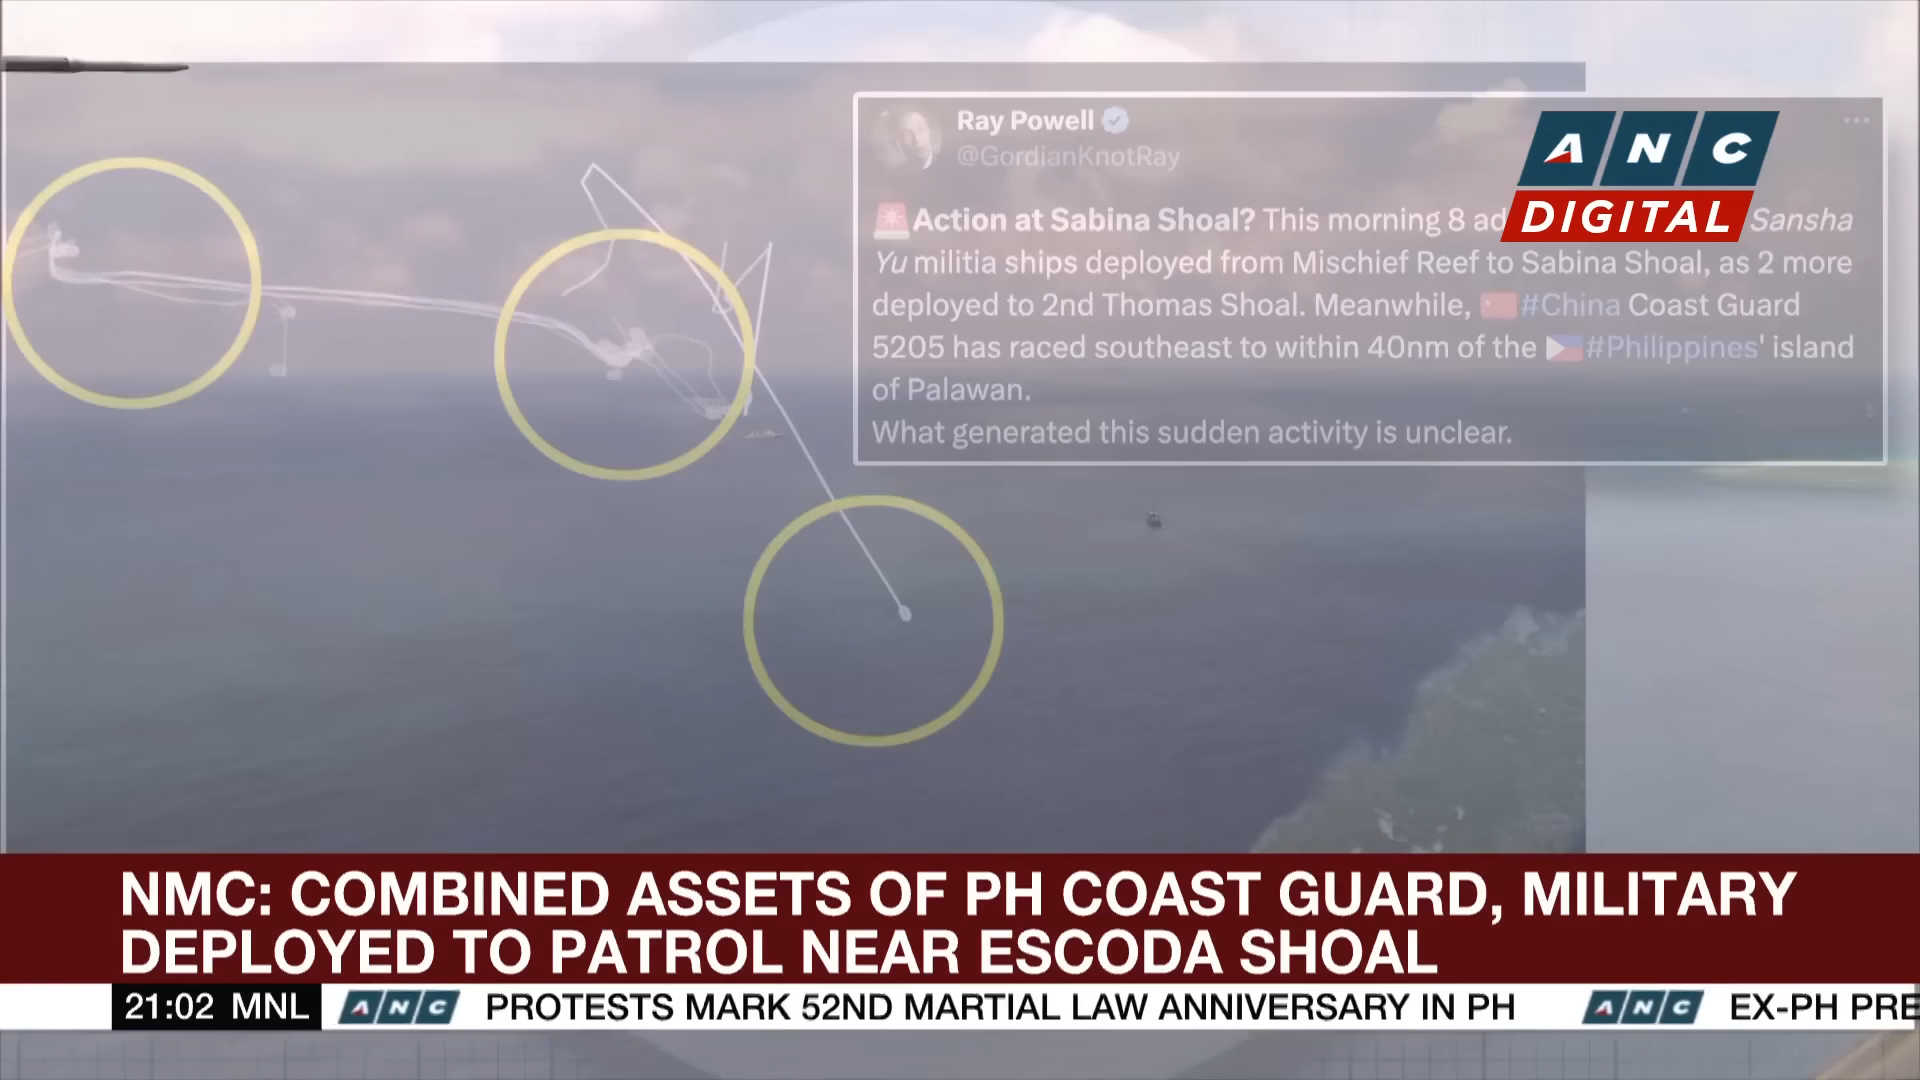 Ray Powell
@GordianKnotRay
ANC
DIGITAL
🚨Action at Sabina Shoal? This morning 8 ad Sansha
Yu militia ships deployed from Mischief Reef to Sabina Shoal, as 2 more
deployed to 2nd Thomas Shoal. Meanwhile, 🇨🇳#China Coast Guard
5205 has raced southeast to within 40nm of the 🇵🇭#Philippines' island
of Palawan.
What generated this sudden activity is unclear.
NMC: COMBINED ASSETS OF PH COAST GUARD, MILITARY
DEPLOYED TO PATROL NEAR ESCODA SHOAL
21:02 MNL ANC PROTESTS MARK 52ND MARTIAL LAW ANNIVERSARY IN PH ANC EX-PH PRE